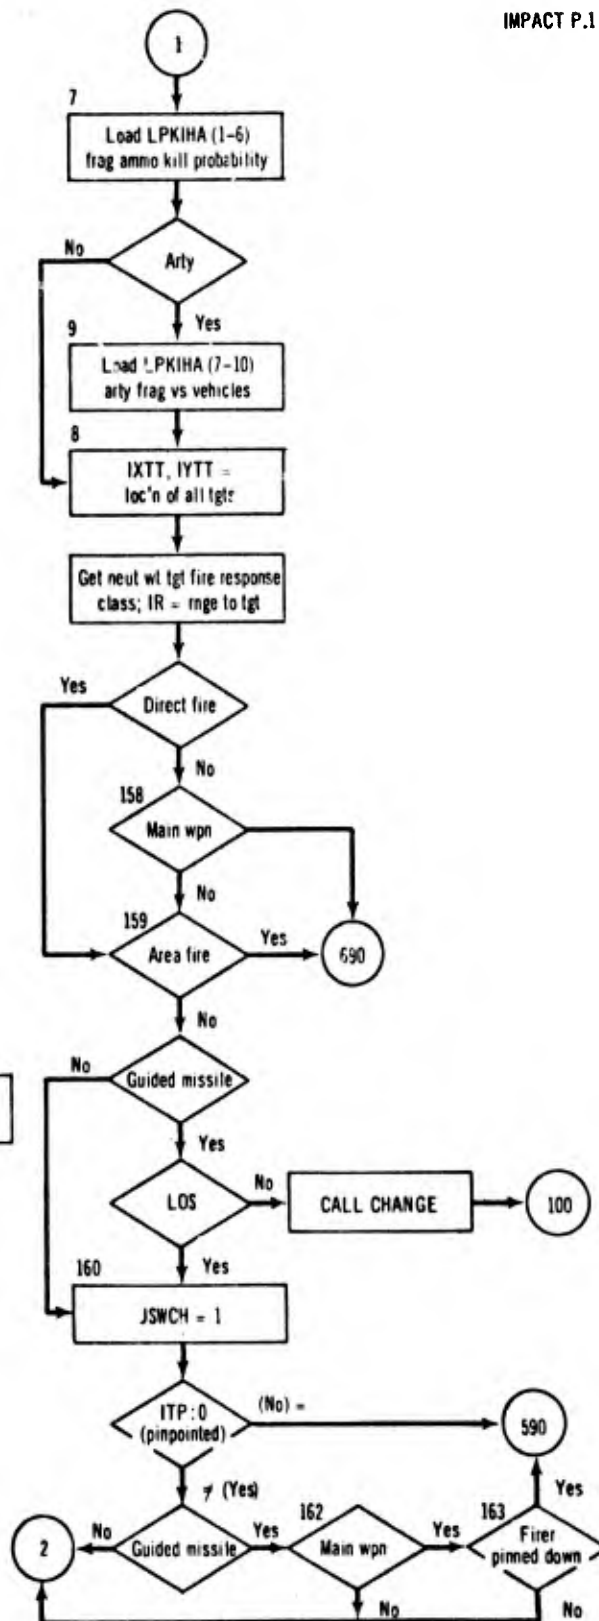 IMPACT P.1
1
7
Load LPKIHA (1-6)
frag ammo kill probability
No
Arty
Yes
9
Load LPKIHA (7-10)
arty frag vs vehicles
8
IXTT, IYTT =
loc'n of all tgts
Get neut wt tgt fire response
class; IR = rnge to tgt
Yes
Direct fire
No
158
Main wpn
No
159
Area fire
Yes
690
No
No
Guided missile
Yes
LOS
No
CALL CHANGE
100
Yes
160
JSWCH = 1
ITP:0
(pinpointed)
(No) =
590
≠ (Yes)
Yes
2
No
Guided missile
Yes
162
Main wpn
Yes
163
Firer
pinned down
No
No